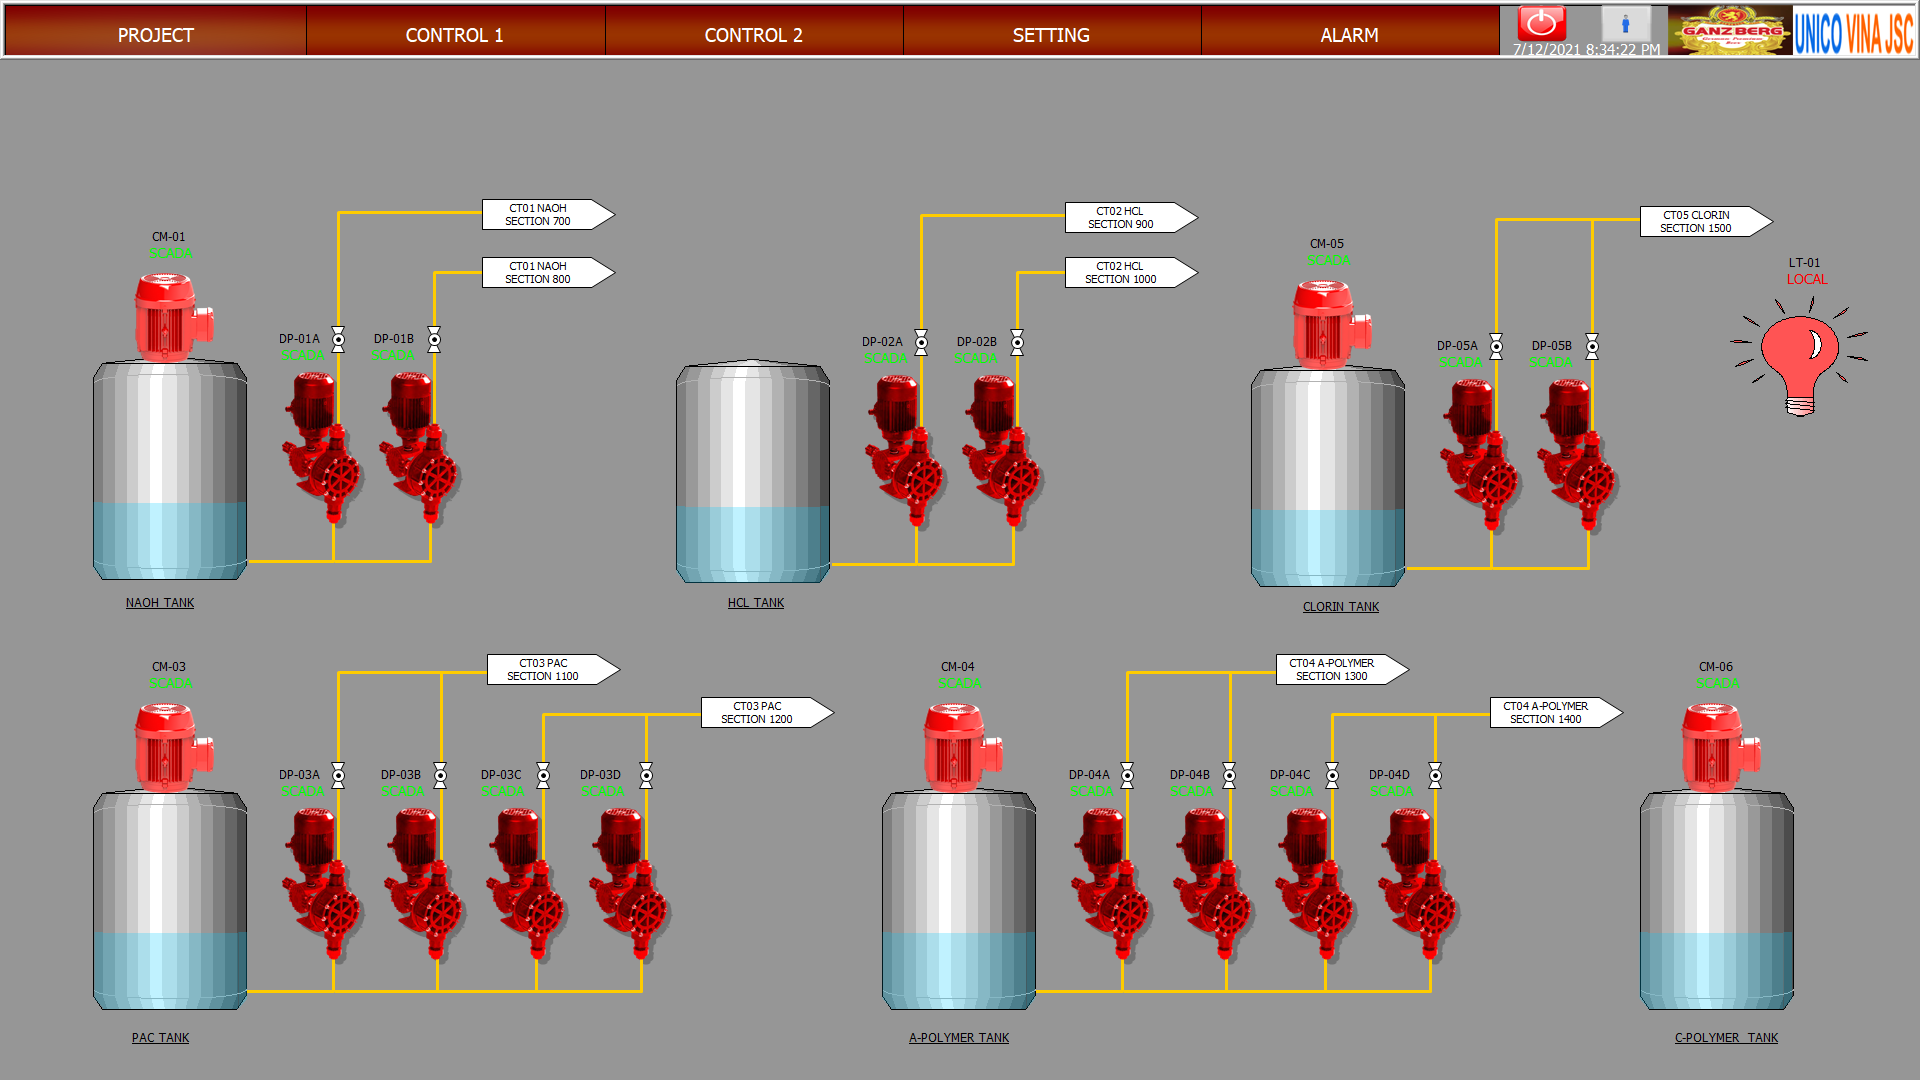 PROJECT
CONTROL 1
CONTROL 2
SETTING
ALARM
7/12/2021 8:34:22 PM
GANZBERG
German Premium
UNICO VINA JSC
CT01 NAOH
SECTION 700
CT01 NAOH
SECTION 800
CM-01
SCADA
DP-01A
SCADA
DP-01B
SCADA
NAOH TANK
CT02 HCL
SECTION 900
CT02 HCL
SECTION 1000
DP-02A
SCADA
DP-02B
SCADA
HCL TANK
CT05 CLORIN
SECTION 1500
CM-05
SCADA
DP-05A
SCADA
DP-05B
SCADA
CLORIN TANK
LT-01
LOCAL
CM-03
SCADA
CT03 PAC
SECTION 1100
CT03 PAC
SECTION 1200
DP-03A
SCADA
DP-03B
SCADA
DP-03C
SCADA
DP-03D
SCADA
PAC TANK
CM-04
SCADA
CT04 A-POLYMER
SECTION 1300
CT04 A-POLYMER
SECTION 1400
DP-04A
SCADA
DP-04B
SCADA
DP-04C
SCADA
DP-04D
SCADA
A-POLYMER TANK
CM-06
SCADA
C-POLYMER TANK